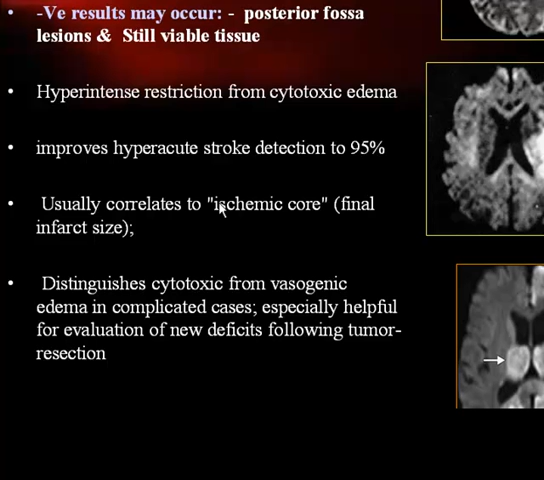 • -Ve results may occur: - posterior fossa
lesions & Still viable tissue
• Hyperintense restriction from cytotoxic edema
• improves hyperacute stroke detection to 95%
• Usually correlates to "ischemic core" (final
infarct size);
• Distinguishes cytotoxic from vasogenic
edema in complicated cases; especially helpful
for evaluation of new deficits following tumor-
resection